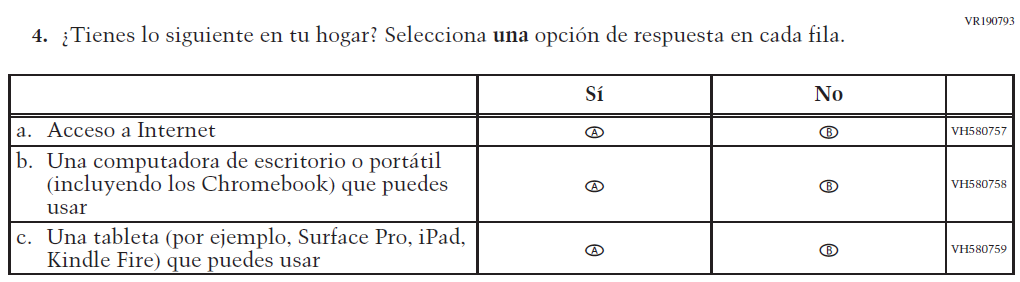 VR190793
4. ¿Tienes lo siguiente en tu hogar? Selecciona una opción de respuesta en cada fila.
Sí No
a. Acceso a Internet A B VH580757
b. Una computadora de escritorio o portátil
(incluyendo los Chromebook) que puedes A B VH580758
usar
c. Una tableta (por ejemplo, Surface Pro, iPad,
Kindle Fire) que puedes usar A B VH580759